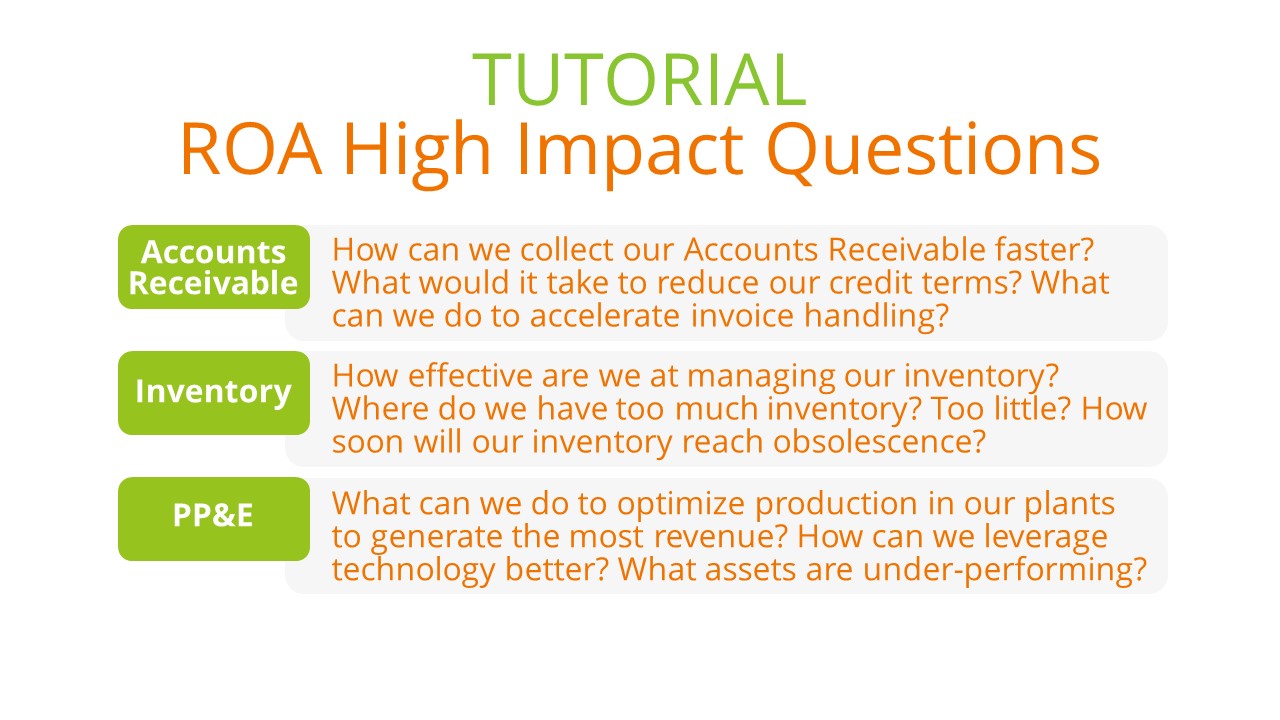 TUTORIAL
ROA High Impact Questions
Accounts
Receivable
How can we collect our Accounts Receivable faster?
What would it take to reduce our credit terms? What
can we do to accelerate invoice handling?
Inventory
How effective are we at managing our inventory?
Where do we have too much inventory? Too little? How
soon will our inventory reach obsolescence?
PP&E
What can we do to optimize production in our plants
to generate the most revenue? How can we leverage
technology better? What assets are under-performing?